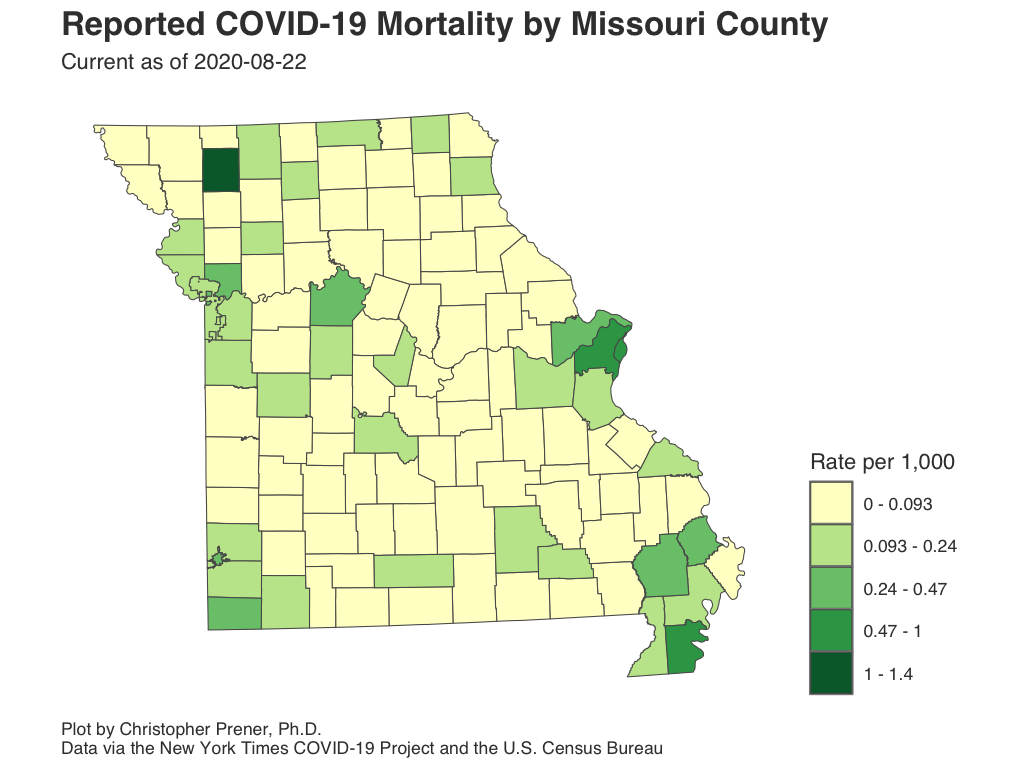 Reported COVID-19 Mortality by Missouri County
Current as of 2020-08-22
Rate per 1,000
0 - 0.093
0.093 - 0.24
0.24 - 0.47
0.47 - 1
1 - 1.4
Plot by Christopher Prener, Ph.D.
Data via the New York Times COVID-19 Project and the U.S. Census Bureau